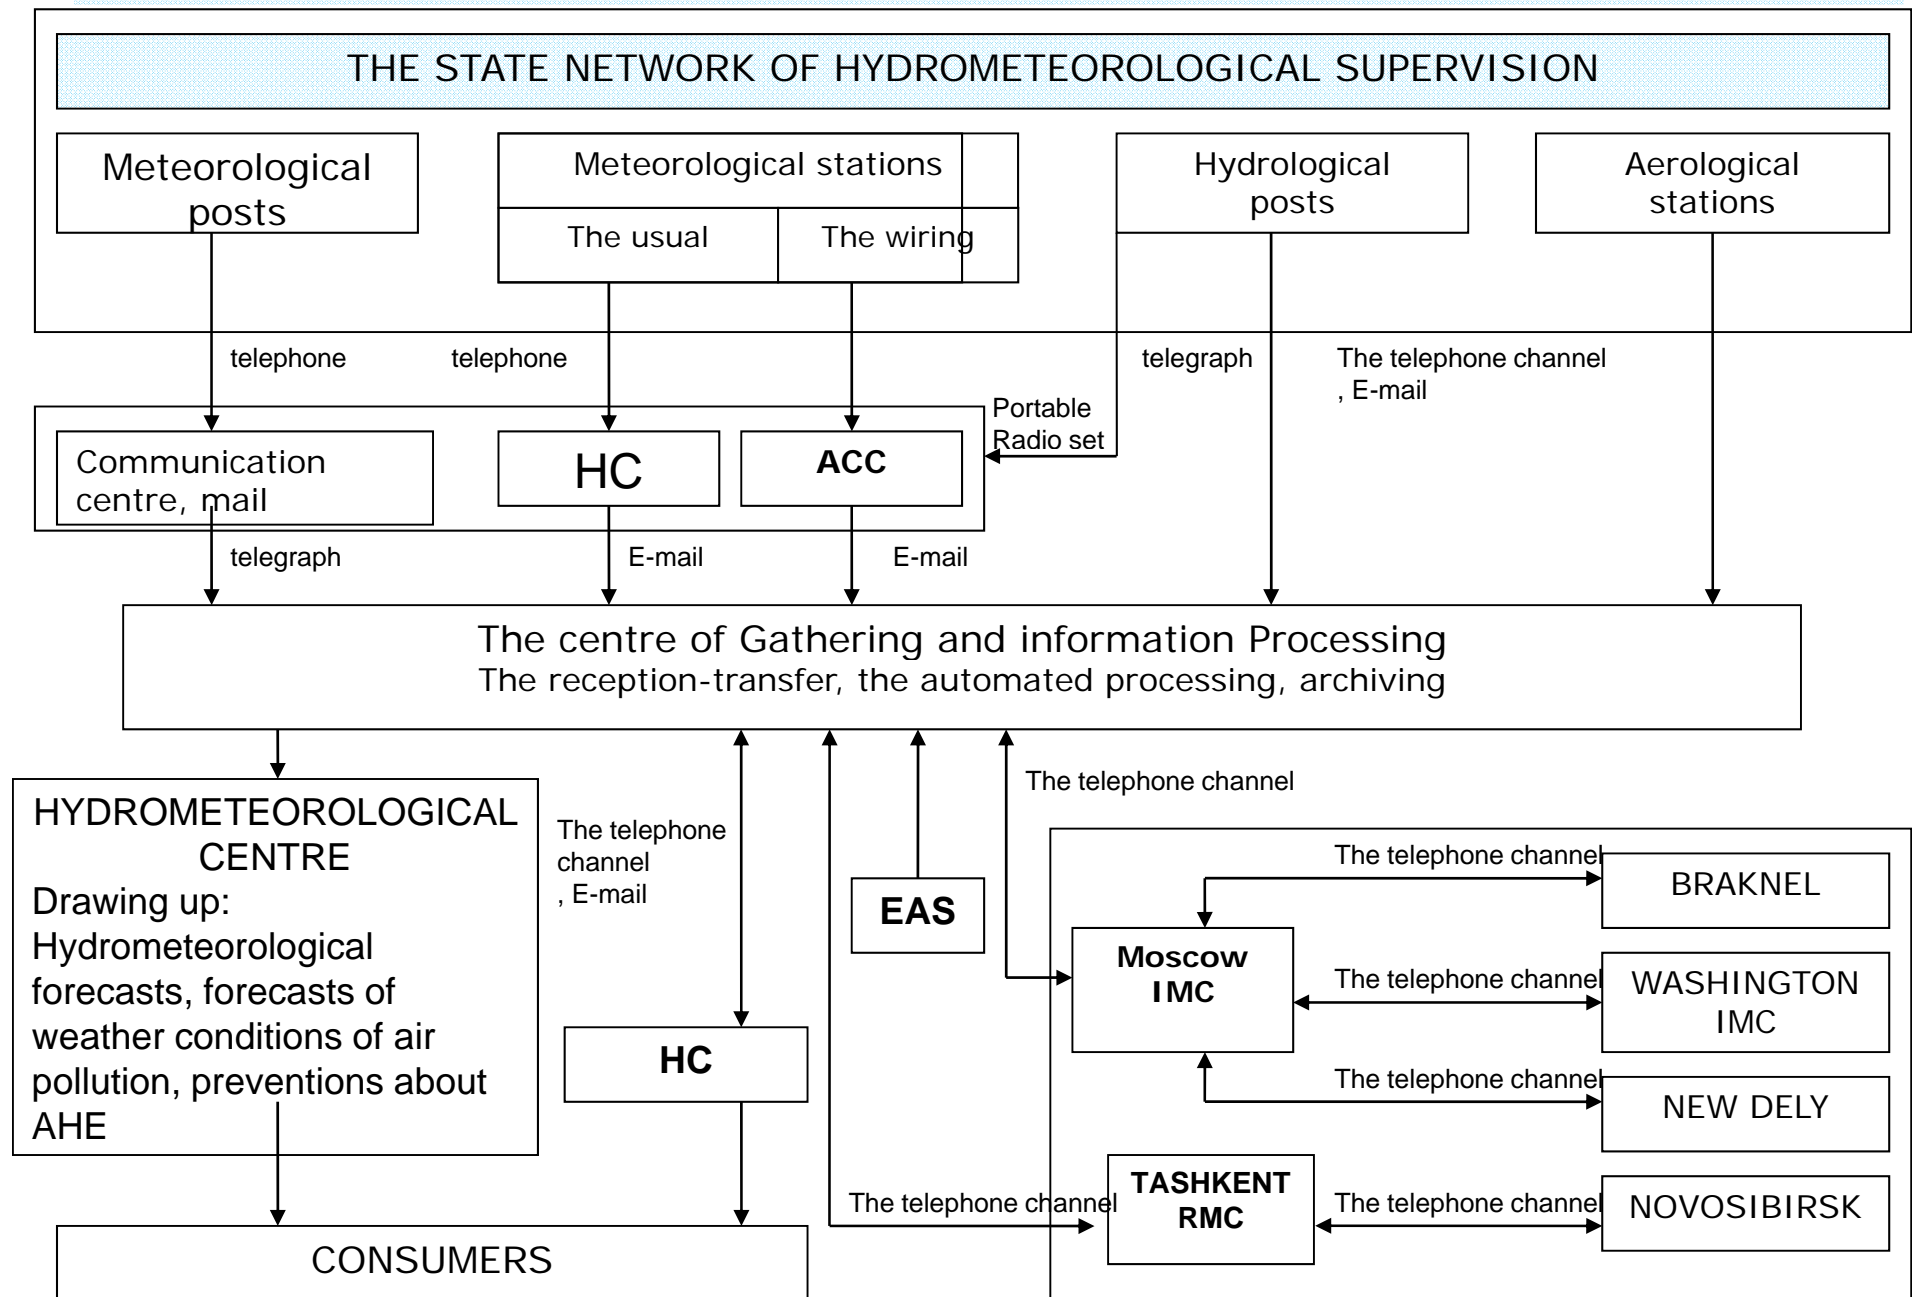 THE STATE NETWORK OF HYDROMETEOROLOGICAL SUPERVISION
Meteorological
posts
Meteorological stations
The usual
The wiring
Hydrological
posts
Aerological
stations
telephone
telephone
telegraph
The telephone channel
, E-mail
Portable
Radio set
Communication
centre, mail
HC
ACC
telegraph
E-mail
E-mail
The centre of Gathering and information Processing
The reception-transfer, the automated processing, archiving
HYDROMETEOROLOGICAL
CENTRE
Drawing up:
Hydrometeorological
forecasts, forecasts of
weather conditions of air
pollution, preventions about
AHE
The telephone
channel
, E-mail
HC
EAS
The telephone channel
The telephone channel
BRAKNEL
Moscow
IMC
The telephone channel
WASHINGTON
IMC
The telephone channel
NEW DELY
The telephone channel
TASHKENT
RMC
The telephone channel
NOVOSIBIRSK
CONSUMERS